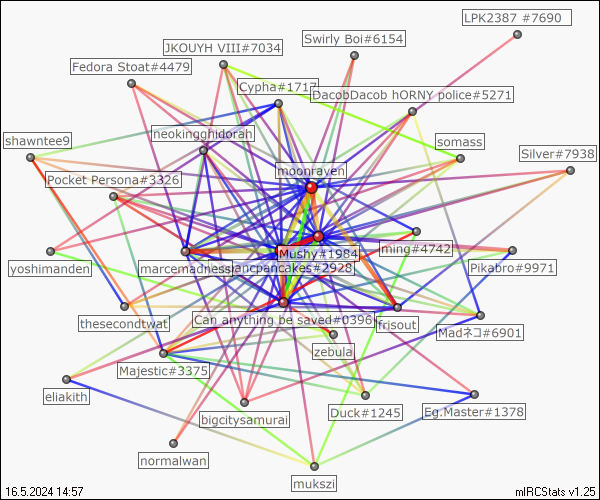 LPK2387 #7690
Swirly Boi#6154
JKOUYH VIII#7034
Fedora Stoat#4479
Cypha#1717
DacobDacob hORNY police#5271
neokingghidorah
somass
shawntee9
Silver#7938
moonraven
Pocket Persona#3326
Mushy#1984
ming#4742
yoshimanden
marcemadness
ancpancakes#2928
Pikabro#9971
thesecondtwat
Can anything be saved#0396
frjsout
Madネコ#6901
zebula
Majestic#3375
eliakith
bigcitysamurai
Duck#1245
Eg.Master#1378
normalwan
mukszi
16.5.2024 14:57
mIRCStats v1.25